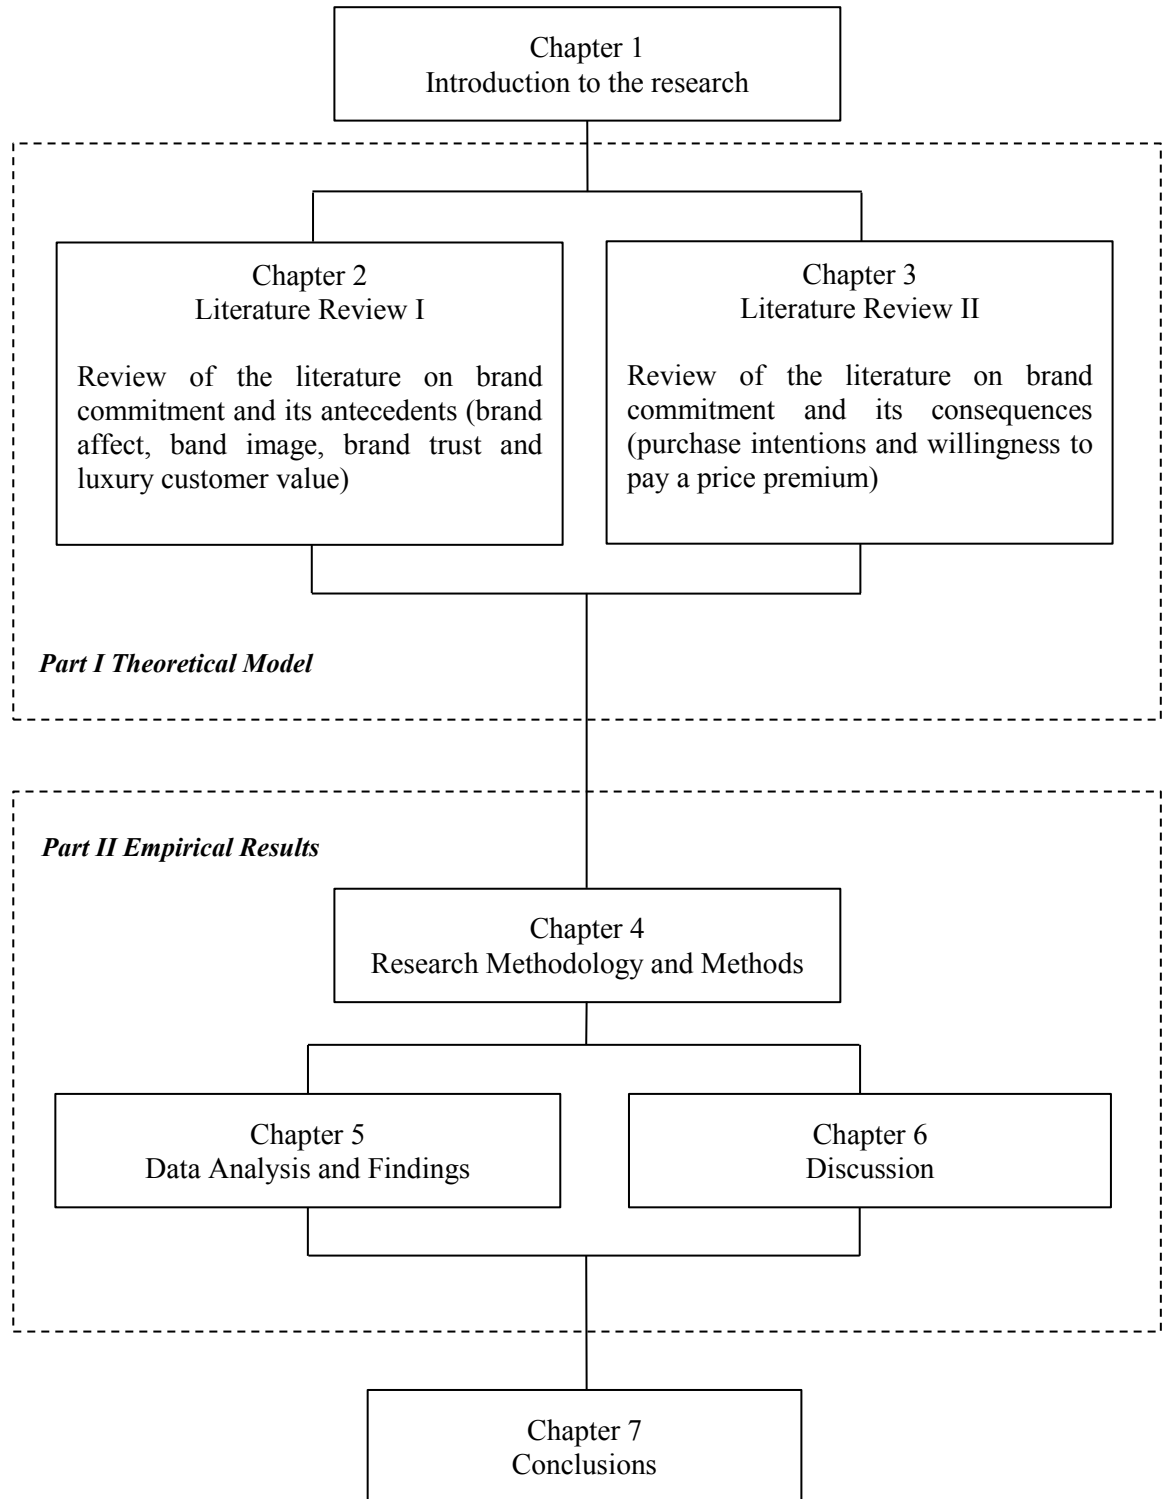 Chapter 1
Introduction to the research
Chapter 2
Literature Review I
Review of the literature on brand
commitment and its antecedents (brand
affect, band image, brand trust and
luxury customer value)
Chapter 3
Literature Review II
Review of the literature on brand
commitment and its consequences
(purchase intentions and willingness to
pay a price premium)
Part I Theoretical Model
Part II Empirical Results
Chapter 4
Research Methodology and Methods
Chapter 5
Data Analysis and Findings
Chapter 6
Discussion
Chapter 7
Conclusions